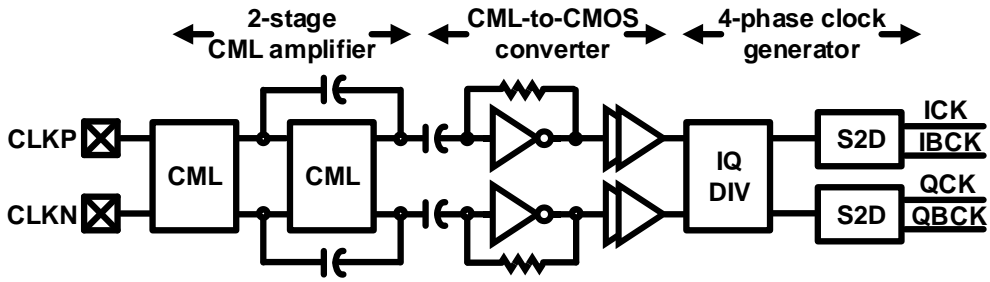 2-stage
CML amplifier
CML-to-CMOS
converter
4-phase clock
generator
CLKP
CLKN
CML
CML
IQ
DIV
S2D
S2D
ICK
IBCK
QCK
QBCK